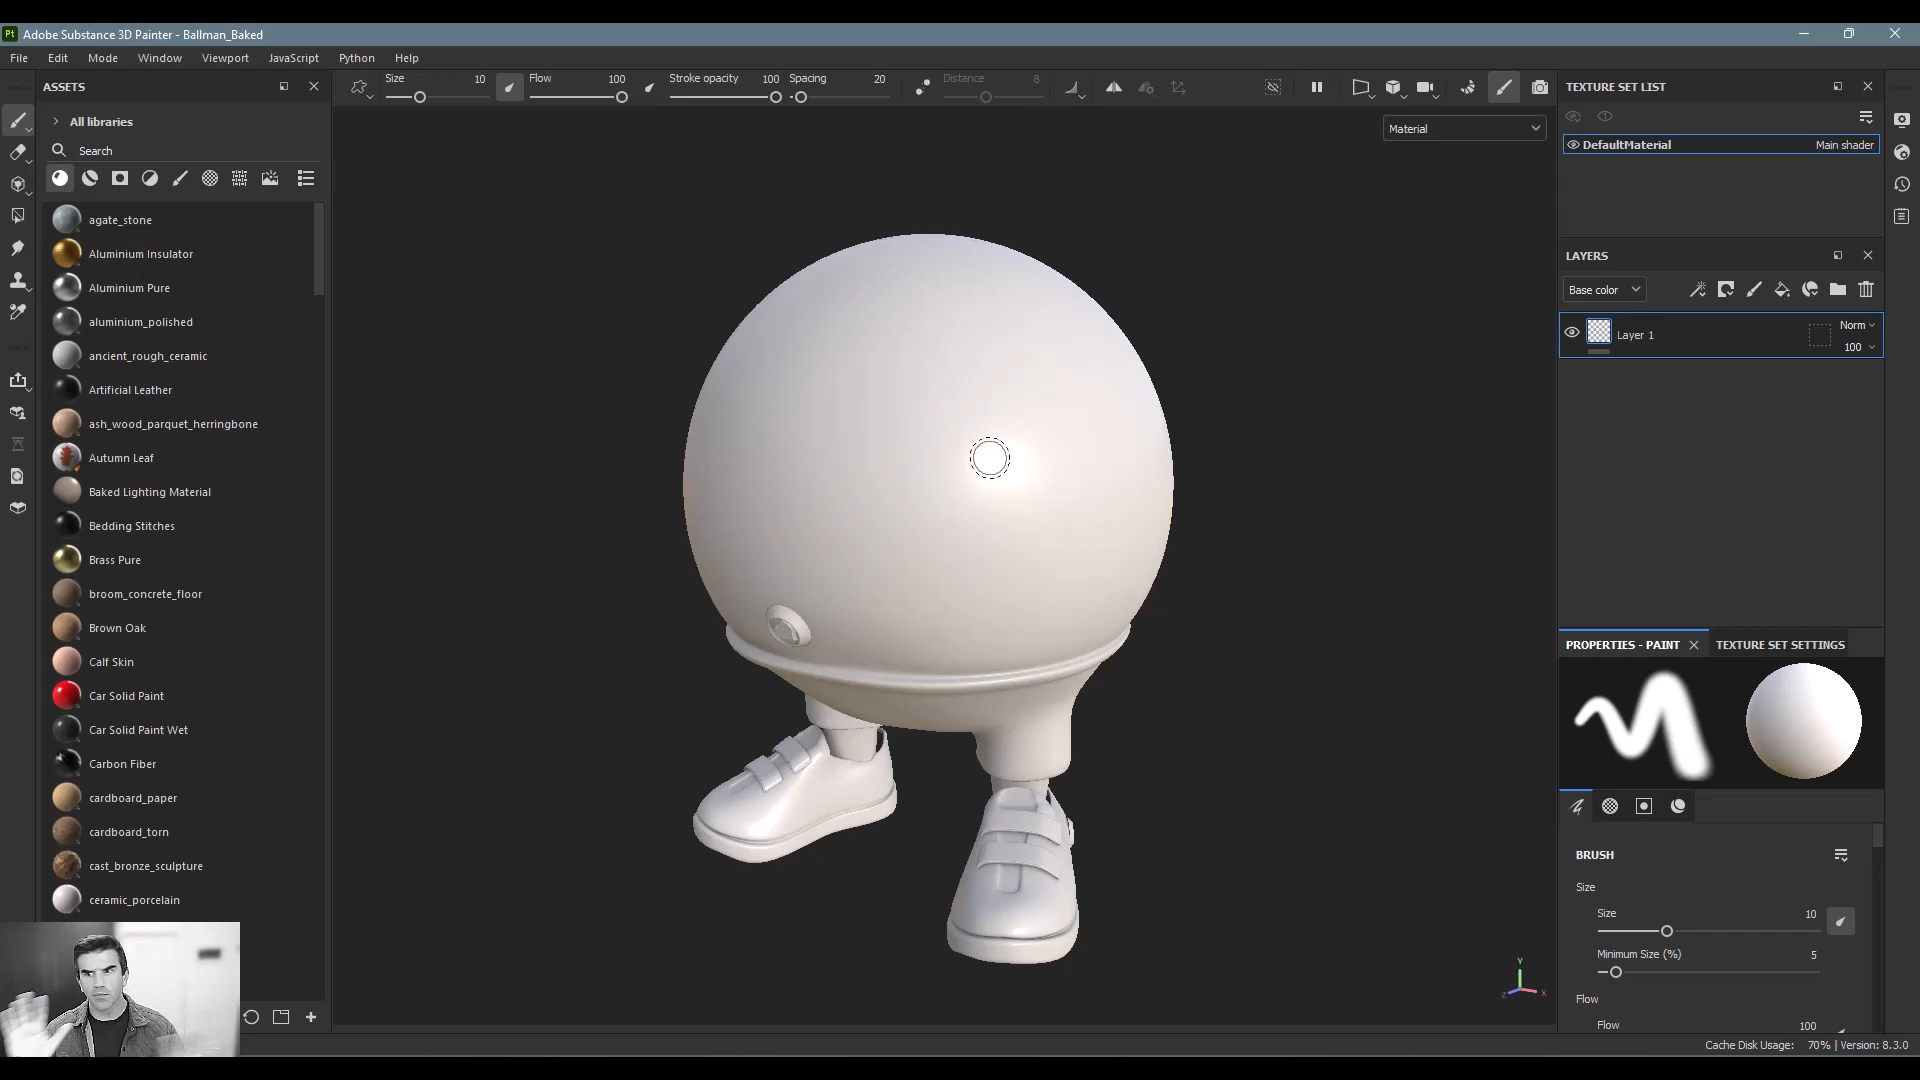 Pt Adobe Substance 3D Painter - Ballman_Baked
File Edit Mode Window Viewport JavaScript Python Help
ASSETS
All libraries
Search
agate_stone
Aluminium Insulator
Aluminium Pure
aluminium_polished
ancient_rough_ceramic
Artificial Leather
ash_wood_parquet_herringbone
Autumn Leaf
Baked Lighting Material
Bedding Stitches
Brass Pure
broom_concrete_floor
Brown Oak
Calf Skin
Car Solid Paint
Car Solid Paint Wet
Carbon Fiber
cardboard_paper
cardboard_torn
cast_bronze_sculpture
ceramic_porcelain
Size 10 Flow 100 Stroke opacity 100 Spacing 20 Distance 8
Material
Y
Z X
TEXTURE SET LIST
DefaultMaterial Main shader
LAYERS
Base color
Layer 1 Norm
100
PROPERTIES - PAINT TEXTURE SET SETTINGS
BRUSH
Size
Size 10
Minimum Size (%) 5
Flow
Flow 100
Cache Disk Usage: 70% | Version: 8.3.0